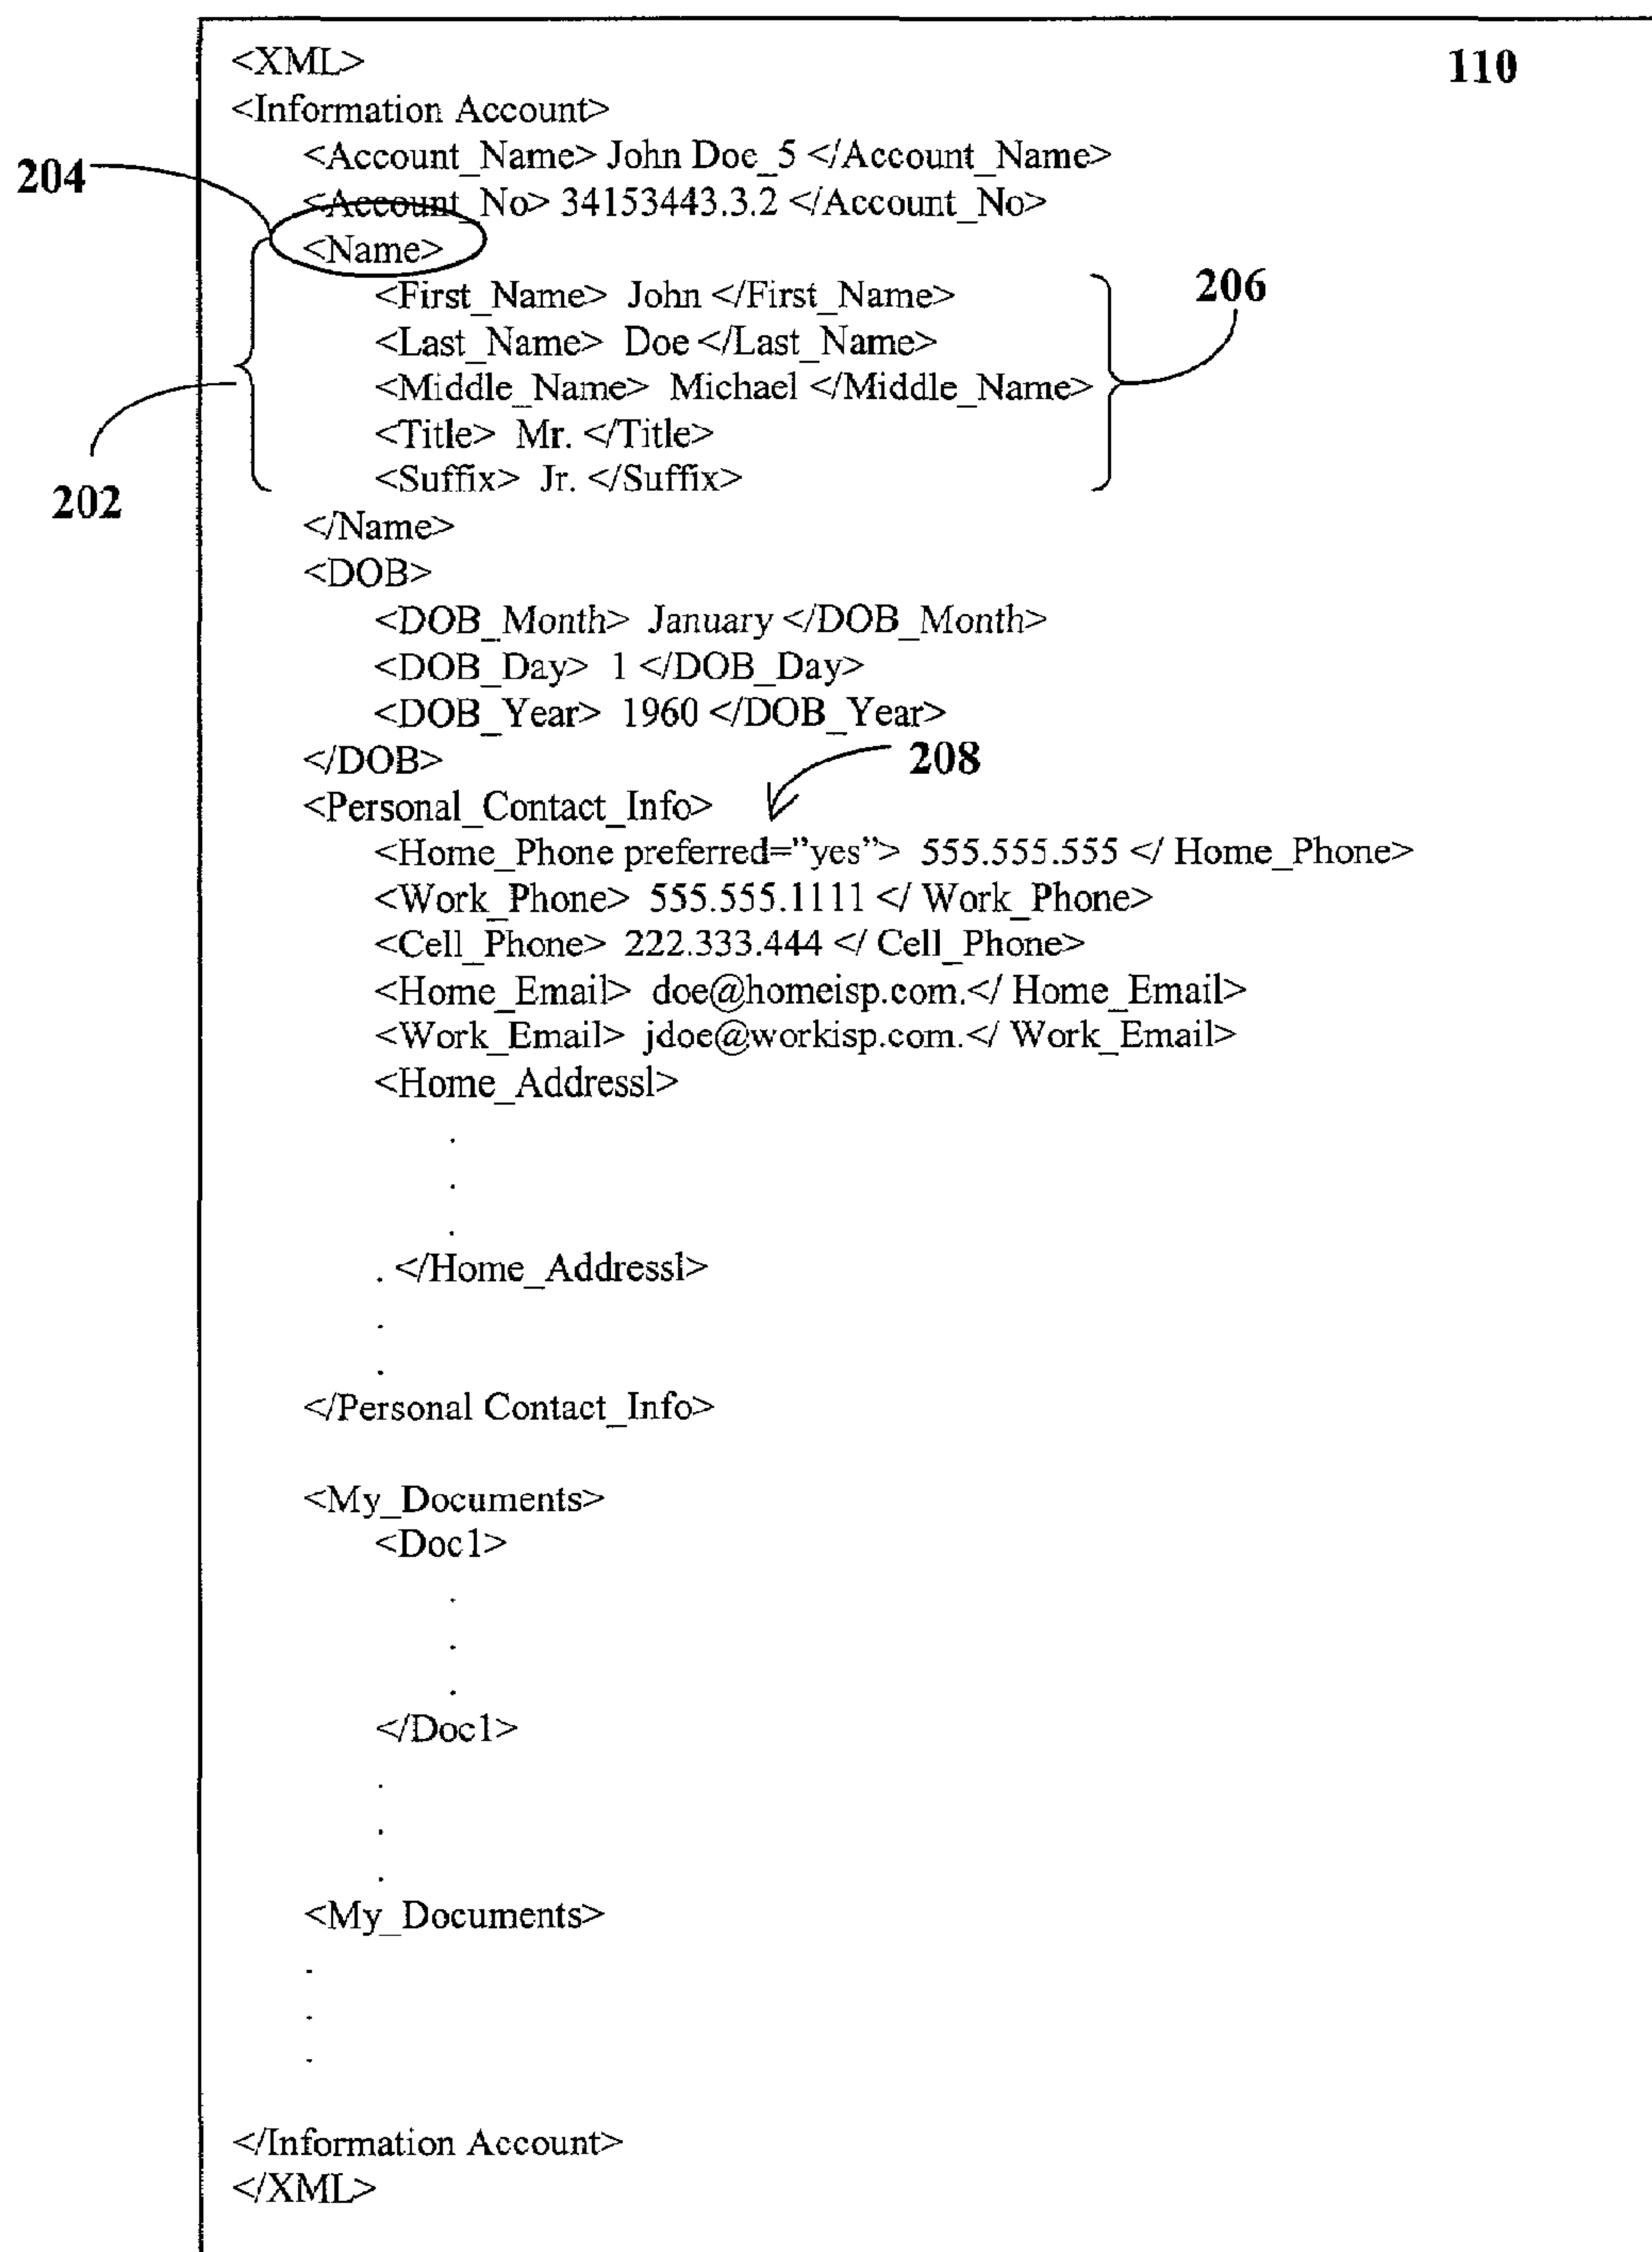 <XML>
110
<Information Account>
<Account_Name> John Doe_5 </Account_Name>
204
<Account_No> 34153443.3.2 </Account_No>
<Name>
<First_Name> John </First_Name>
206
<Last_Name> Doe </Last_Name>
<Middle_Name> Michael </Middle_Name>
<Title> Mr. </Title>
<Suffix> Jr. </Suffix>
202
</Name>
<DOB>
<DOB_Month> January </DOB_Month>
<DOB_Day> 1 </DOB_Day>
<DOB_Year> 1960 </DOB_Year>
</DOB>
208
<Personal_Contact_Info>
<Home_Phone preferred=”yes”> 555.555.555 </ Home_Phone>
<Work_Phone> 555.555.1111 </ Work_Phone>
<Cell_Phone> 222.333.444 </ Cell_Phone>
<Home_Email> doe@homeisp.com.</ Home_Email>
<Work_Email> jdoe@workisp.com.</ Work_Email>
<Home_Addressl>
.
.
.
. </Home_Addressl>
.
.
</Personal Contact_Info>
<My_Documents>
<Doc1>
.
.
.
</Doc1>
.
.
.
<My_Documents>
.
.
.
</Information Account>
</XML>